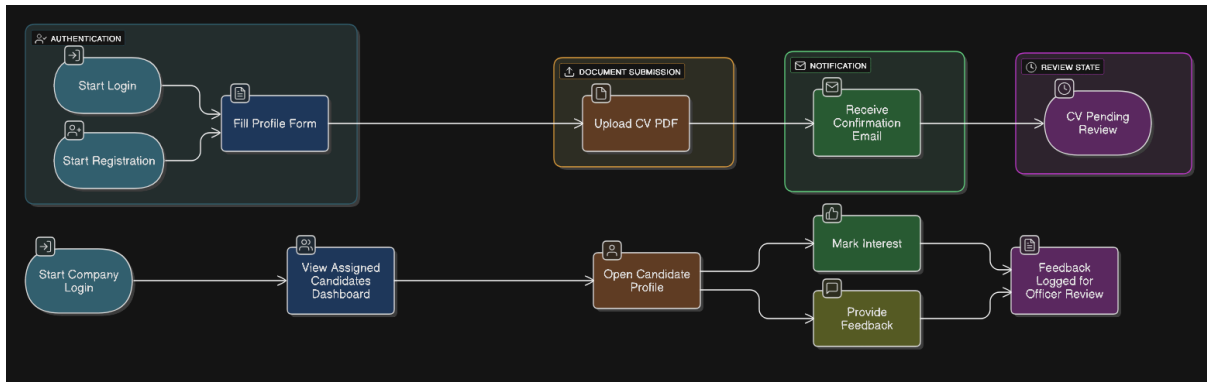 AUTHENTICATION
Start Login
Start Registration
Fill Profile Form
DOCUMENT SUBMISSION
Upload CV PDF
NOTIFICATION
Receive
Confirmation
Email
REVIEW STATE
CV Pending
Review
Start Company
Login
View Assigned
Candidates
Dashboard
Open Candidate
Profile
Mark Interest
Provide
Feedback
Feedback
Logged for
Officer Review